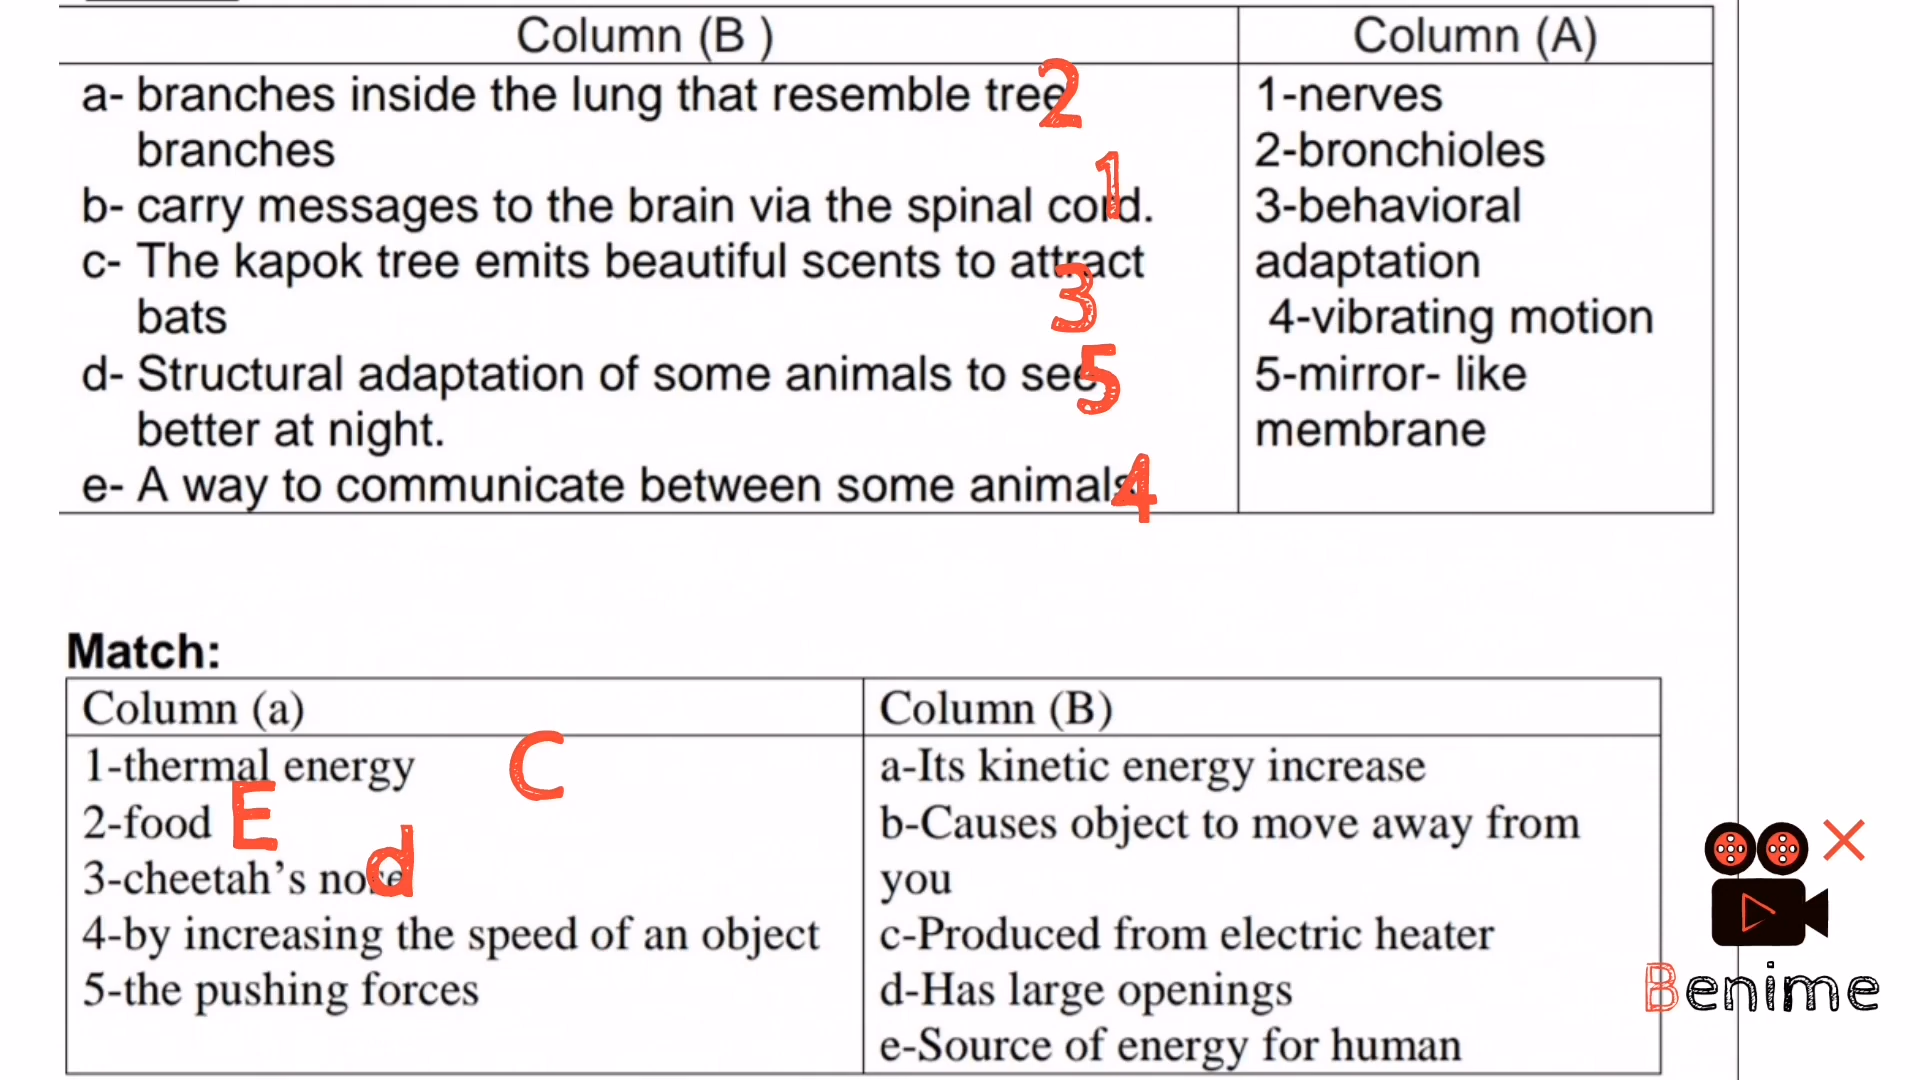 Column (B )
Column (A)
a- branches inside the lung that resemble tree 2
branches
b- carry messages to the brain via the spinal cord. 1
c- The kapok tree emits beautiful scents to attract
bats 3
d- Structural adaptation of some animals to see 5
better at night.
e- A way to communicate between some animals 4
1-nerves
2-bronchioles
3-behavioral
adaptation
4-vibrating motion
5-mirror- like
membrane
Match:
Column (a)
Column (B)
1-thermal energy C
2-food E
3-cheetah's nose d
4-by increasing the speed of an object
5-the pushing forces
a-Its kinetic energy increase
b-Causes object to move away from
you
c-Produced from electric heater
d-Has large openings
e-Source of energy for human
Benime